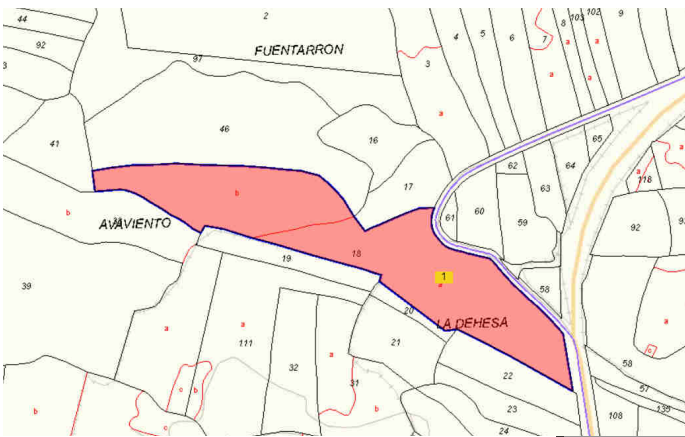 44
2
4
5
6
8
103
102
9
7
92
FUENTARRON
a
97
3
a
a
a
a
46
16
41
65
62
64
a
118
b
17
63
b
61
60
AVAVIENTO
59
92
18
19
1
a
39
58
20
LA DEHESA
a
a
111
21
a
a
c
32
58
22
31
57
c
b
b
b
23
108
135
c
24